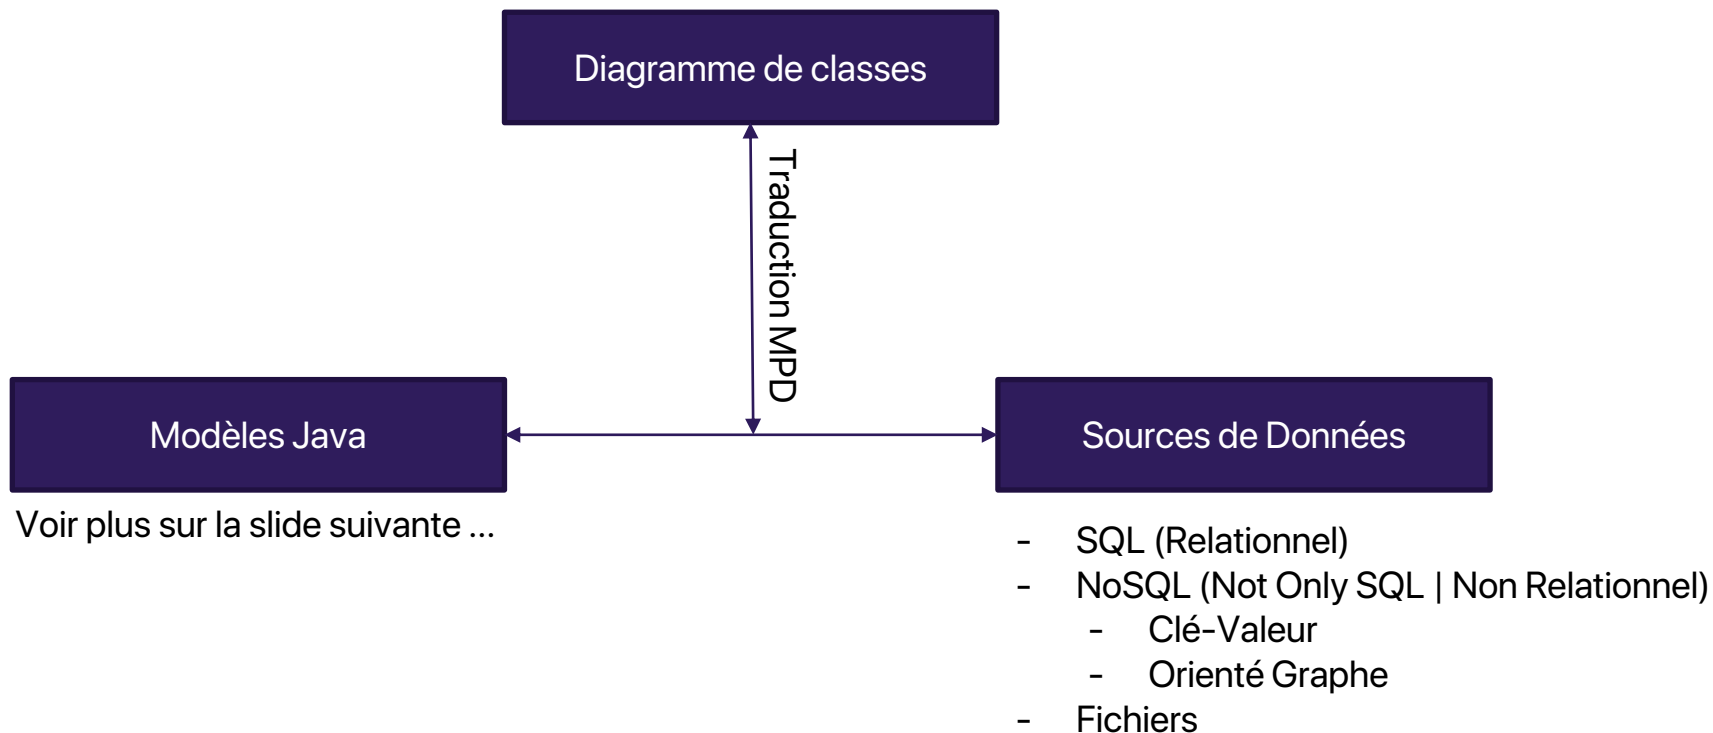 Diagramme de classes
Traduction MPD
Modèles Java
Sources de Données
Voir plus sur la slide suivante ...
- SQL (Relationnel)
- NoSQL (Not Only SQL | Non Relationnel)
- Clé-Valeur
- Orienté Graphe
- Fichiers